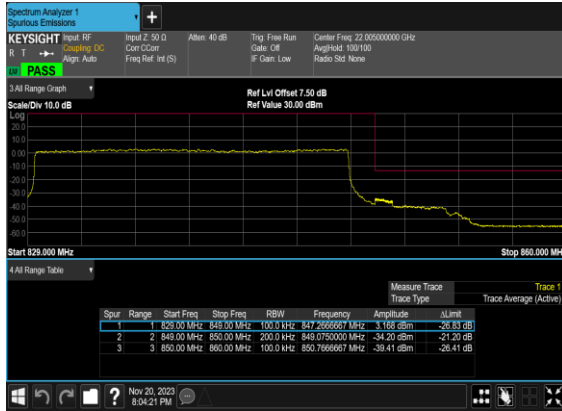 Spectrum Analyzer 1
Spurious Emissions
KEYSIGHT Input: RF Input Z: 50 Ω Atten: 40 dB Trig: Free Run Center Freq: 22.005000000 GHz
R T Coupling: DC Corr CCorr Gate: Off Avg|Hold: 100/100
Align: Auto Freq Ref: Int (S) IF Gain: Low Radio Std: None
PASS
3 All Range Graph Ref Lvl Offset 7.50 dB
Scale/Div 10.0 dB Ref Value 30.00 dBm
Log
20.0
10.0
0.00
-10.0
-20.0
-30.0
-40.0
-50.0
-60.0
Start 829.000 MHz Stop 860.000 MH
4 All Range Table
Measure Trace Trace 1
Trace Type Trace Average (Active)
Spur Range Start Freq Stop Freq RBW Frequency Amplitude ΔLimit
1 1 829.00 MHz 849.00 MHz 100.0 kHz 847.2666667 MHz 3.168 dBm -26.83 dB
2 2 849.00 MHz 850.00 MHz 200.0 kHz 849.0750000 MHz -34.20 dBm -21.20 dB
3 3 850.00 MHz 860.00 MHz 100.0 kHz 850.7666667 MHz -39.41 dBm -26.41 dB
Nov 20, 2023
8:04:21 PM